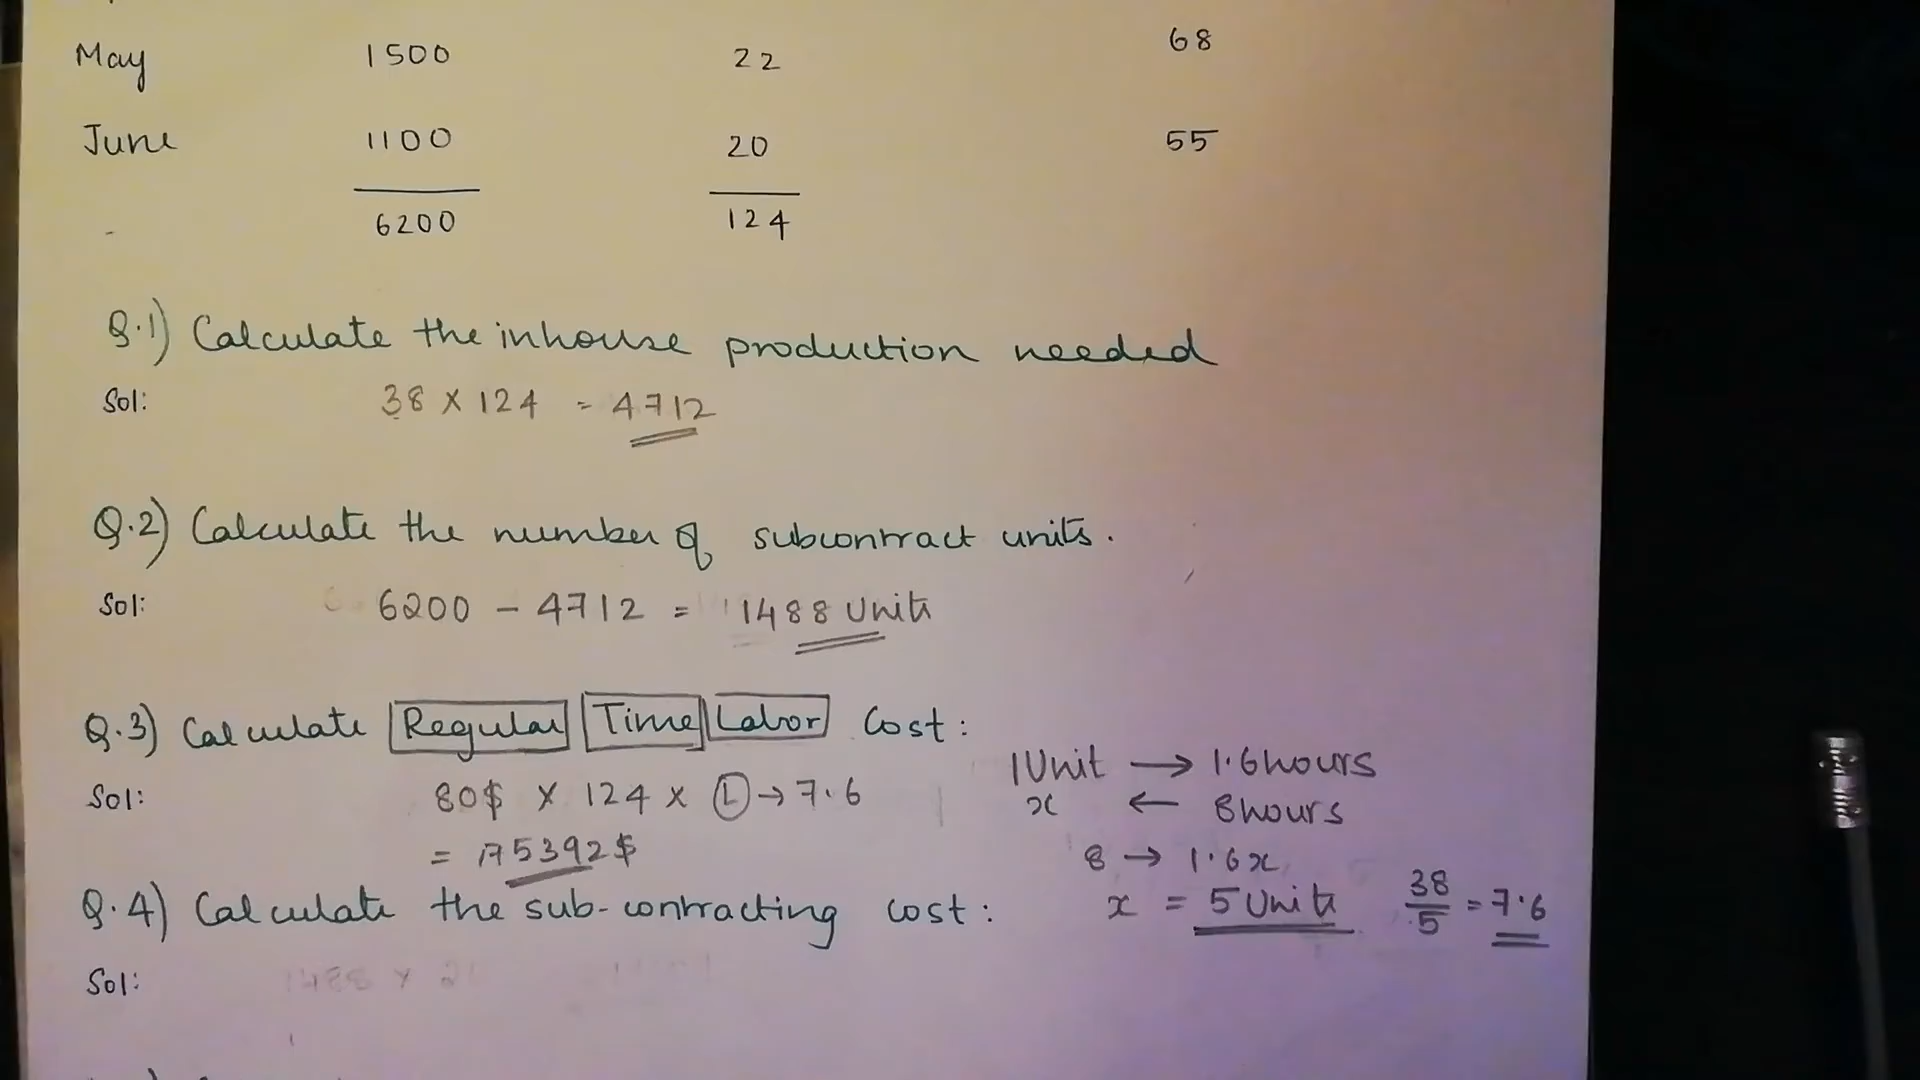 May 1500 22 68
June 1100 20 55
6200 124
Q.1) Calculate the inhouse production needed
Sol: 38 x 124 = 4712
Q.2) Calculate the number of subcontract units.
Sol: 6200 - 4712 = 1488 Units
Q.3) Calculate Regular Time Labor Cost:
Sol: 80$ x 124 x L → 7.6
= 75392$
1 Unit → 1.6 hours
x ← 8 hours
8 → 1.6x
x = 5 Units 38/5 = 7.6
Q.4) Calculate the sub-contracting cost:
Sol: